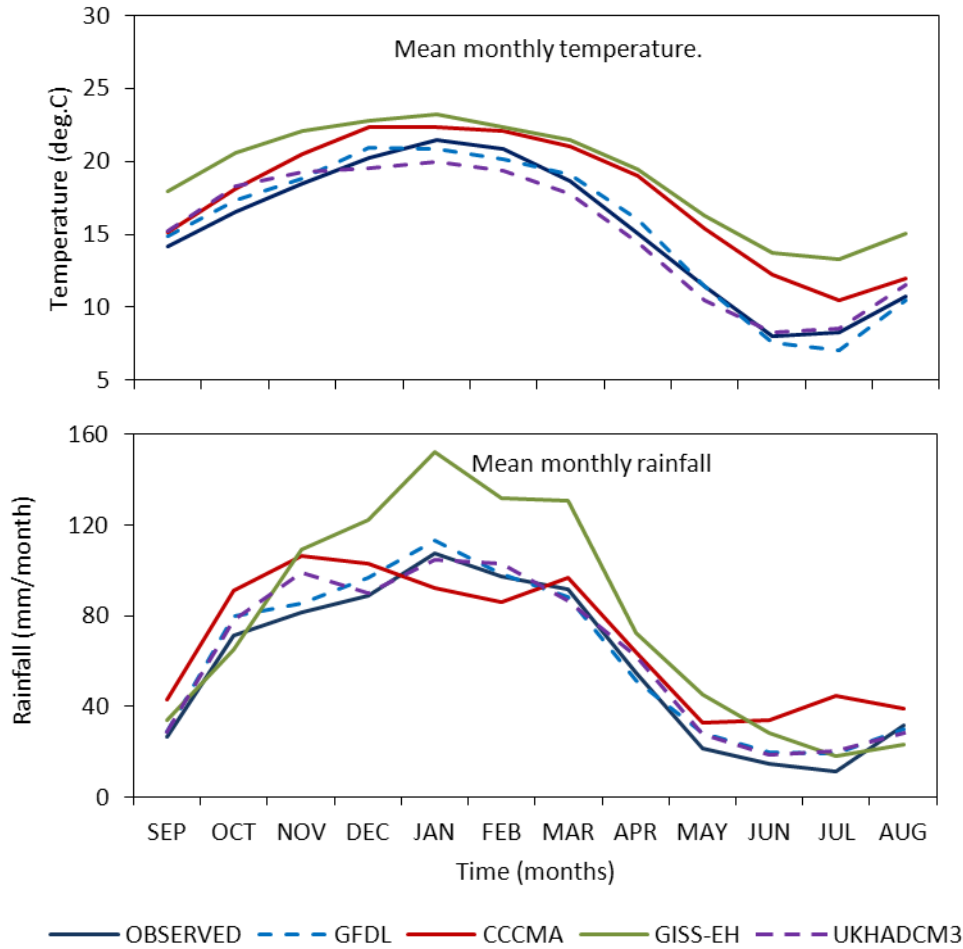 Mean monthly temperature.
Temperature (deg.C)
30
25
20
15
10
5
Mean monthly rainfall
Rainfall (mm/month)
160
120
80
40
0
SEP OCT NOV DEC JAN FEB MAR APR MAY JUN JUL AUG
Time (months)
OBSERVED GFDL CCCMA GISS-EH UKHADCM3